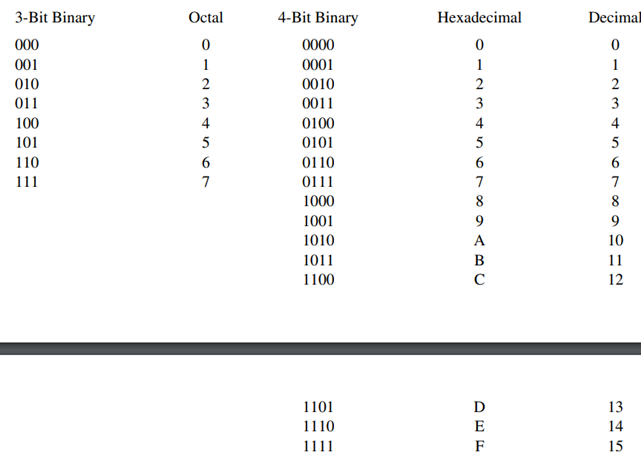 3-Bit Binary Octal 4-Bit Binary Hexadecimal Decimal
000 0 0000 0 0
001 1 0001 1 1
010 2 0010 2 2
011 3 0011 3 3
100 4 0100 4 4
101 5 0101 5 5
110 6 0110 6 6
111 7 0111 7 7
1000 8 8
1001 9 9
1010 A 10
1011 B 11
1100 C 12
1101 D 13
1110 E 14
1111 F 15